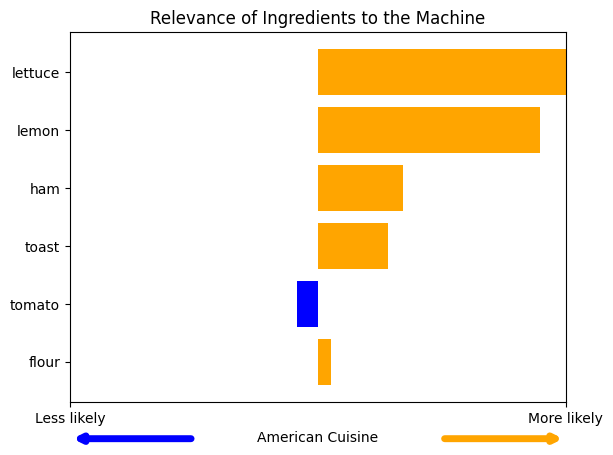 Relevance of Ingredients to the Machine
lettuce
lemon
ham
toast
tomato
flour
Less likely
More likely
American Cuisine